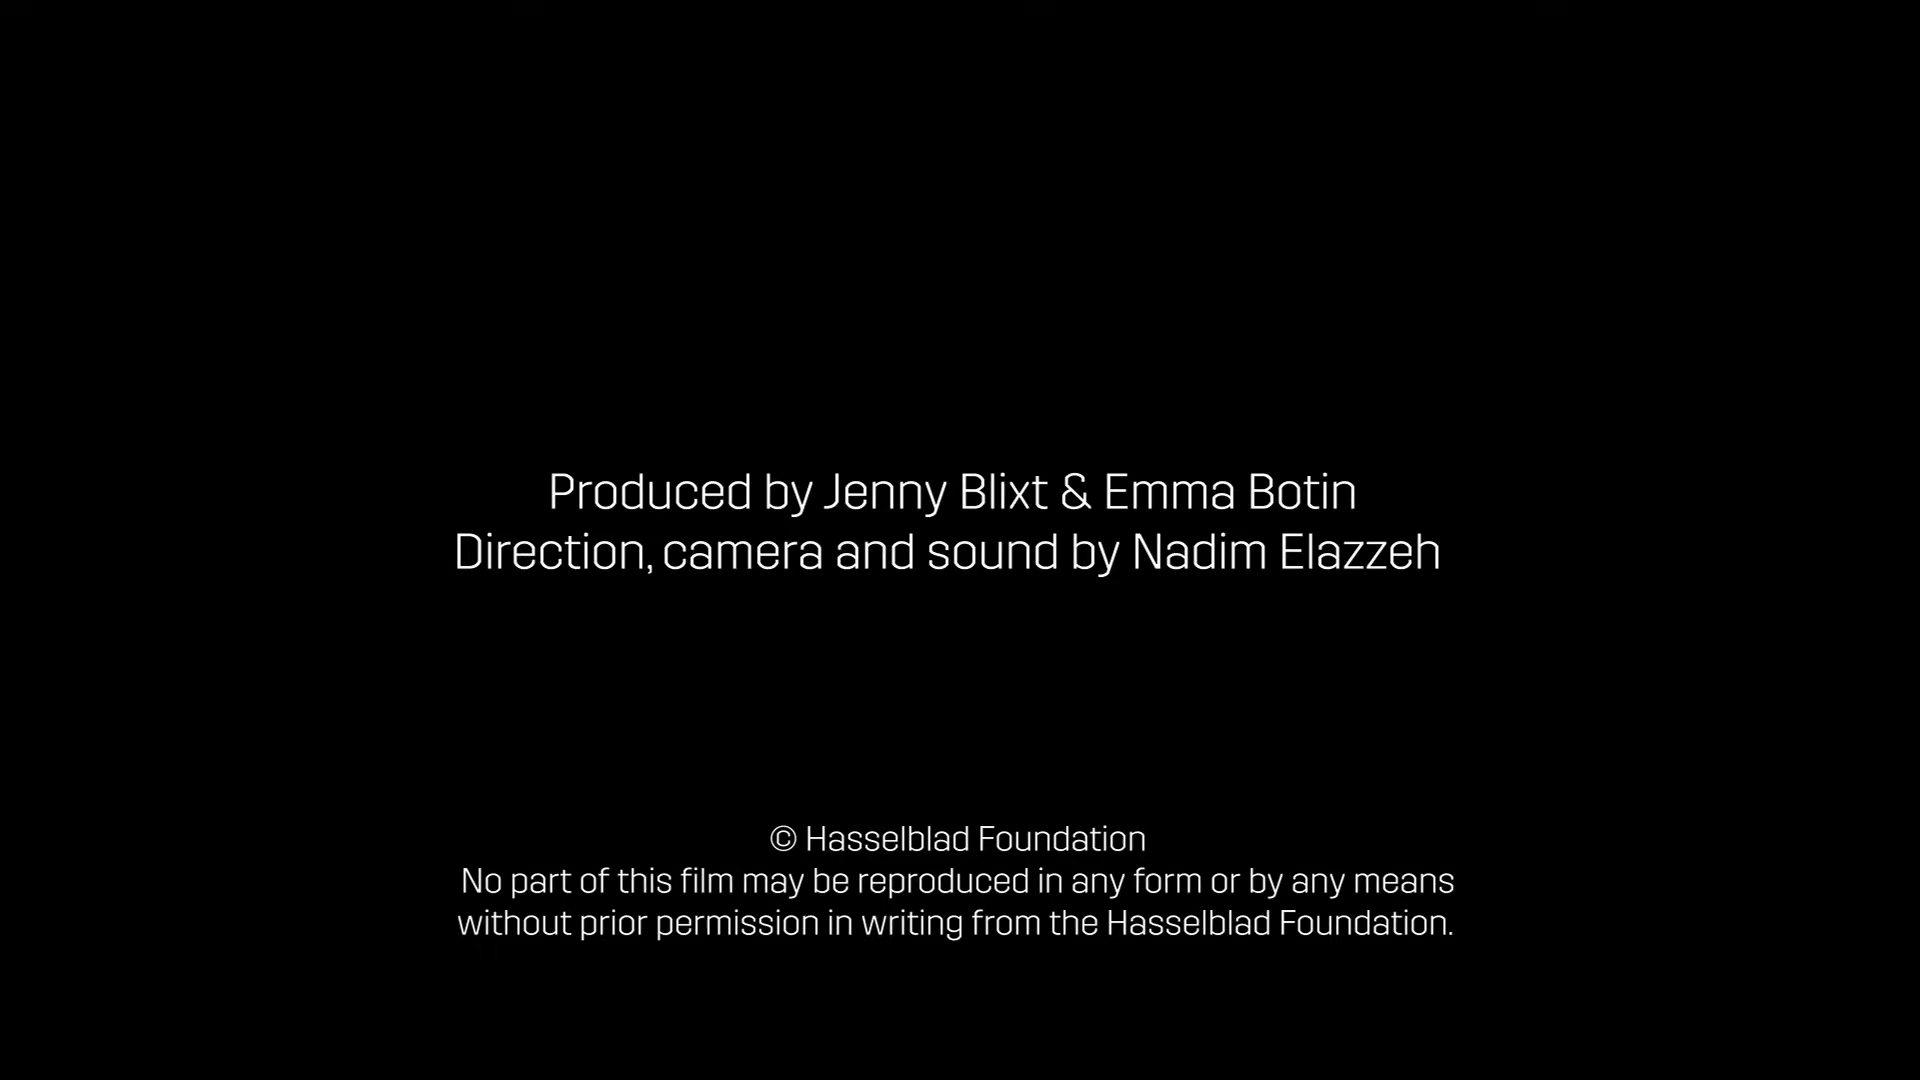 Produced by Jenny Blixt & Emma Botin
Direction, camera and sound by Nadim Elazzeh
© Hasselblad Foundation
No part of this film may be reproduced in any form or by any means
without prior permission in writing from the Hasselblad Foundation.